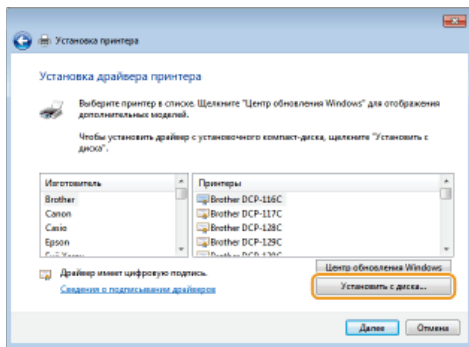 Установка принтера
Установка драйвера принтера
Выберите принтер в списке. Щелкните "Центр обновления Windows" для отображения
дополнительных моделей.
Чтобы установить драйвер с установочного компакт-диска, щелкните "Установить с
диска".
Изготовитель
Brother
Canon
Casio
Epson
Принтеры
Brother DCP-116C
Brother DCP-117C
Brother DCP-128C
Brother DCP-129C
Драйвер имеет цифровую подпись.
Сведения о подписывании драйверов
Центр обновления Windows
Установить с диска...
Далее
Отмена